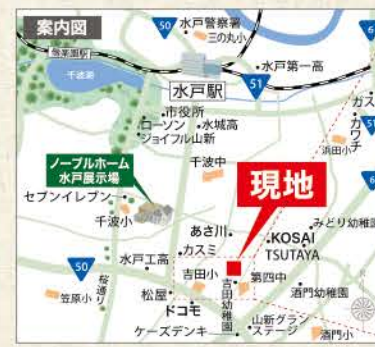 案内図
50
水戸警察署
三の丸小
6
偕楽園駅
千波湖
水戸第一高
水戸駅
51
ガス
市役所
ローソン
水城高
ジョイフル山新
カワチ
51
浜田小
千波中
ノーブルホーム
水戸展示場
現地
6
セブンイレブン
千波小
みどり幼稚園
あさ川
KOSAI
TSUTAYA
水戸工高
カスミ
50
吉田小
第四中
桜通り
笠原小
松屋
吉田幼稚園
酒門幼稚園
ドコモ
山新グラン
ステージ
ケーズデンキ
酒門小